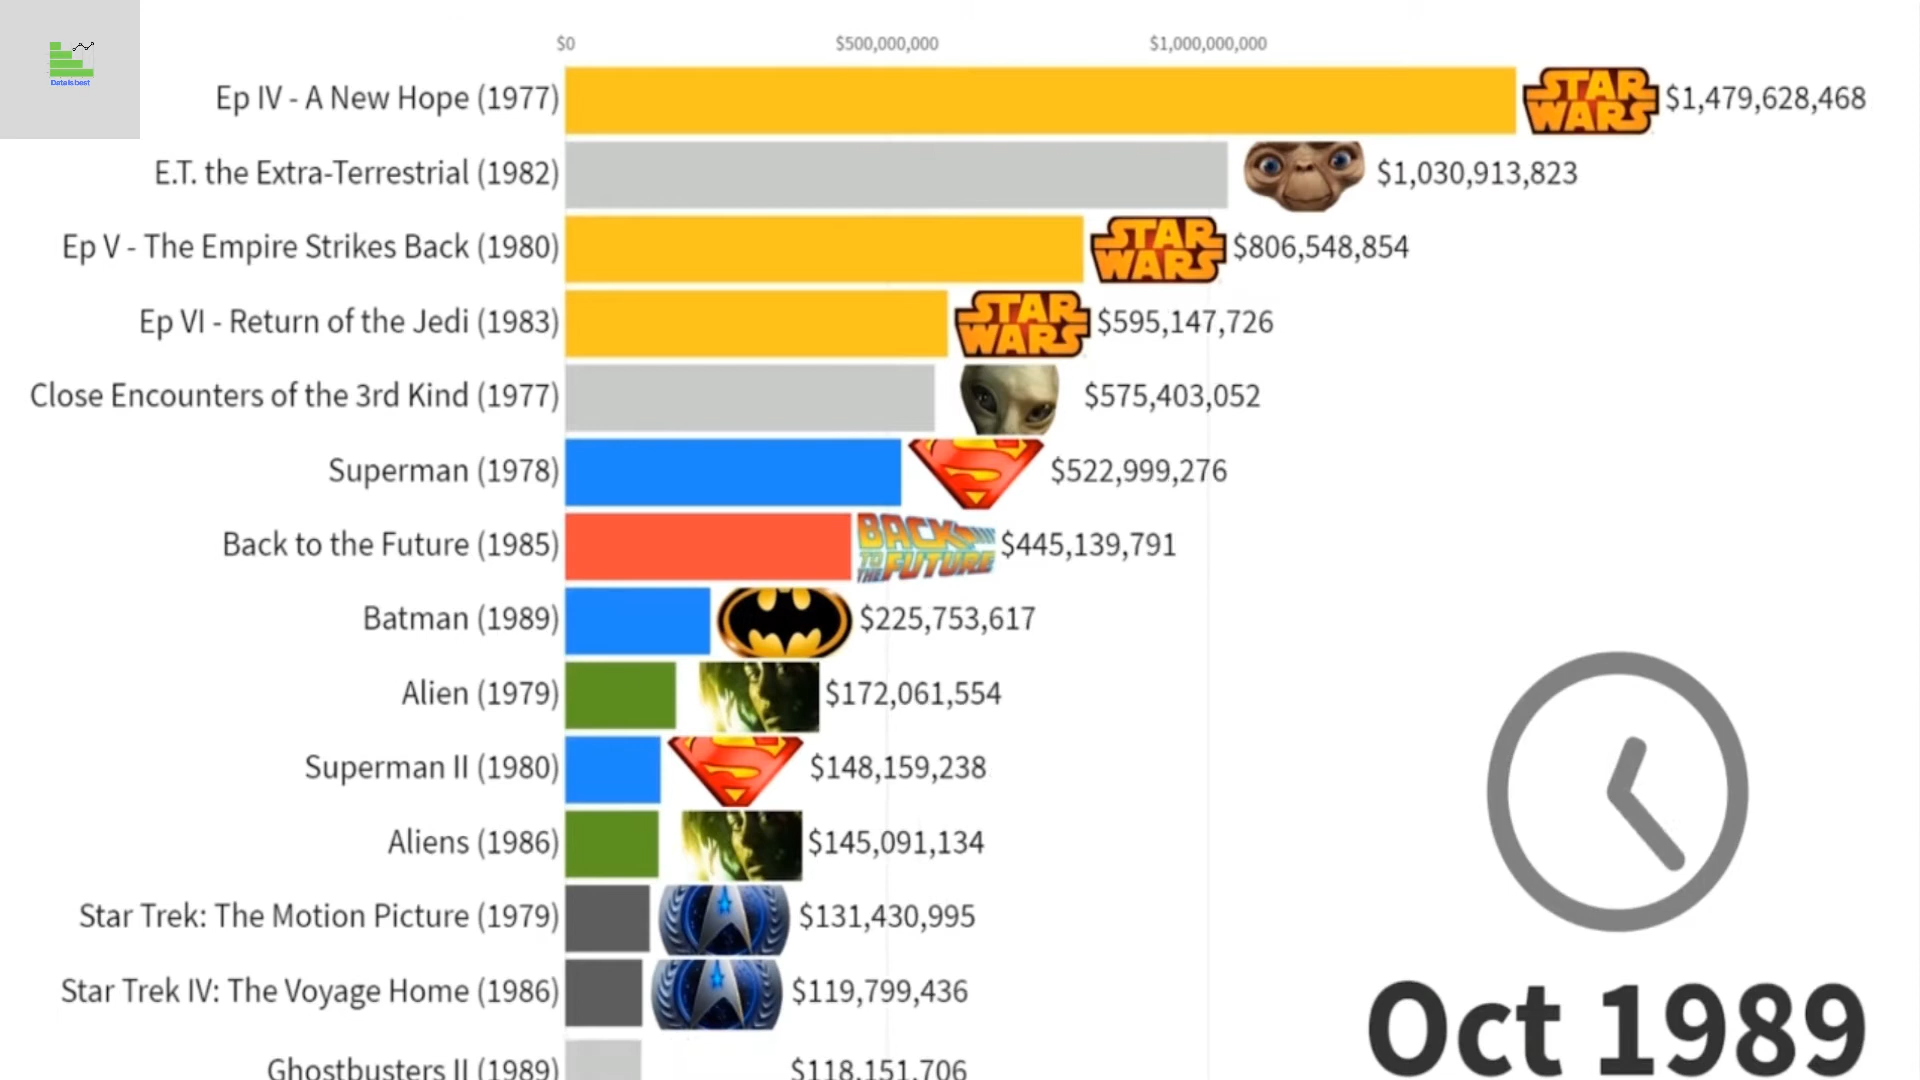 DataIsbest
$0 $500,000,000 $1,000,000,000
Ep IV - A New Hope (1977) STAR WARS $1,479,628,468
E.T. the Extra-Terrestrial (1982) $1,030,913,823
Ep V - The Empire Strikes Back (1980) STAR WARS $806,548,854
Ep VI - Return of the Jedi (1983) STAR WARS $595,147,726
Close Encounters of the 3rd Kind (1977) $575,403,052
Superman (1978) $522,999,276
Back to the Future (1985) BACK TO THE FUTURE $445,139,791
Batman (1989) $225,753,617
Alien (1979) $172,061,554
Superman II (1980) $148,159,238
Aliens (1986) $145,091,134
Star Trek: The Motion Picture (1979) $131,430,995
Star Trek IV: The Voyage Home (1986) $119,799,436
Ghostbusters II (1989) $118,151,706
Oct 1989